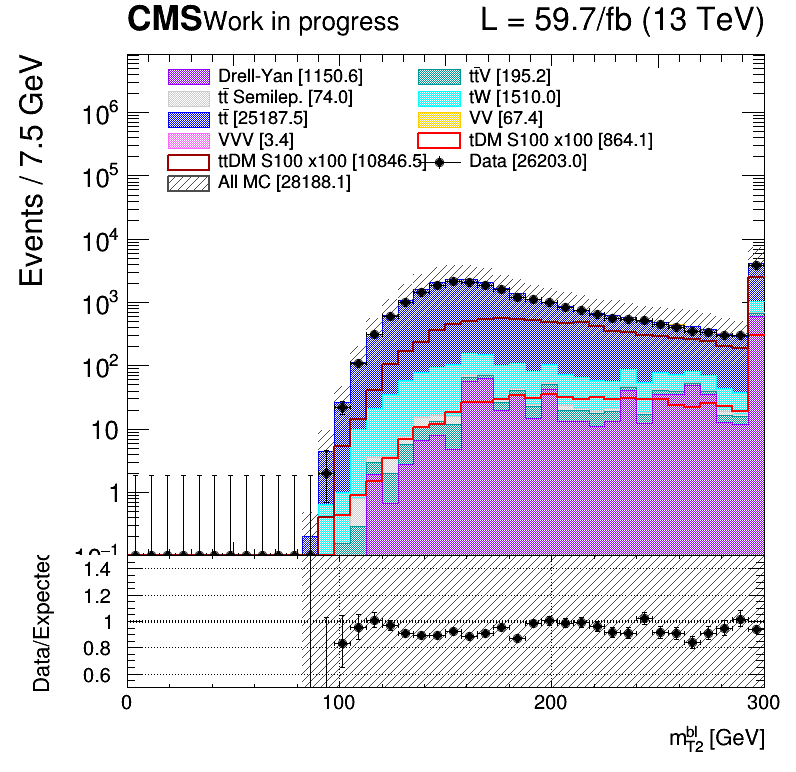 CMS Work in progress L = 59.7/fb (13 TeV)
Events / 7.5 GeV
Drell-Yan [1150.6] tt̄V [195.2]
tt̄ Semilep. [74.0] tW [1510.0]
tt̄ [25187.5] VV [67.4]
VVV [3.4] tDM S100 x100 [864.1]
ttDM S100 x100 [10846.5] Data [26203.0]
All MC [28188.1]
10⁶
10⁵
10⁴
10³
10²
10
1
10⁻¹
Data/Expected
1.4
1.2
1
0.8
0.6
0 100 200 300
m_{T2}^{bl} [GeV]